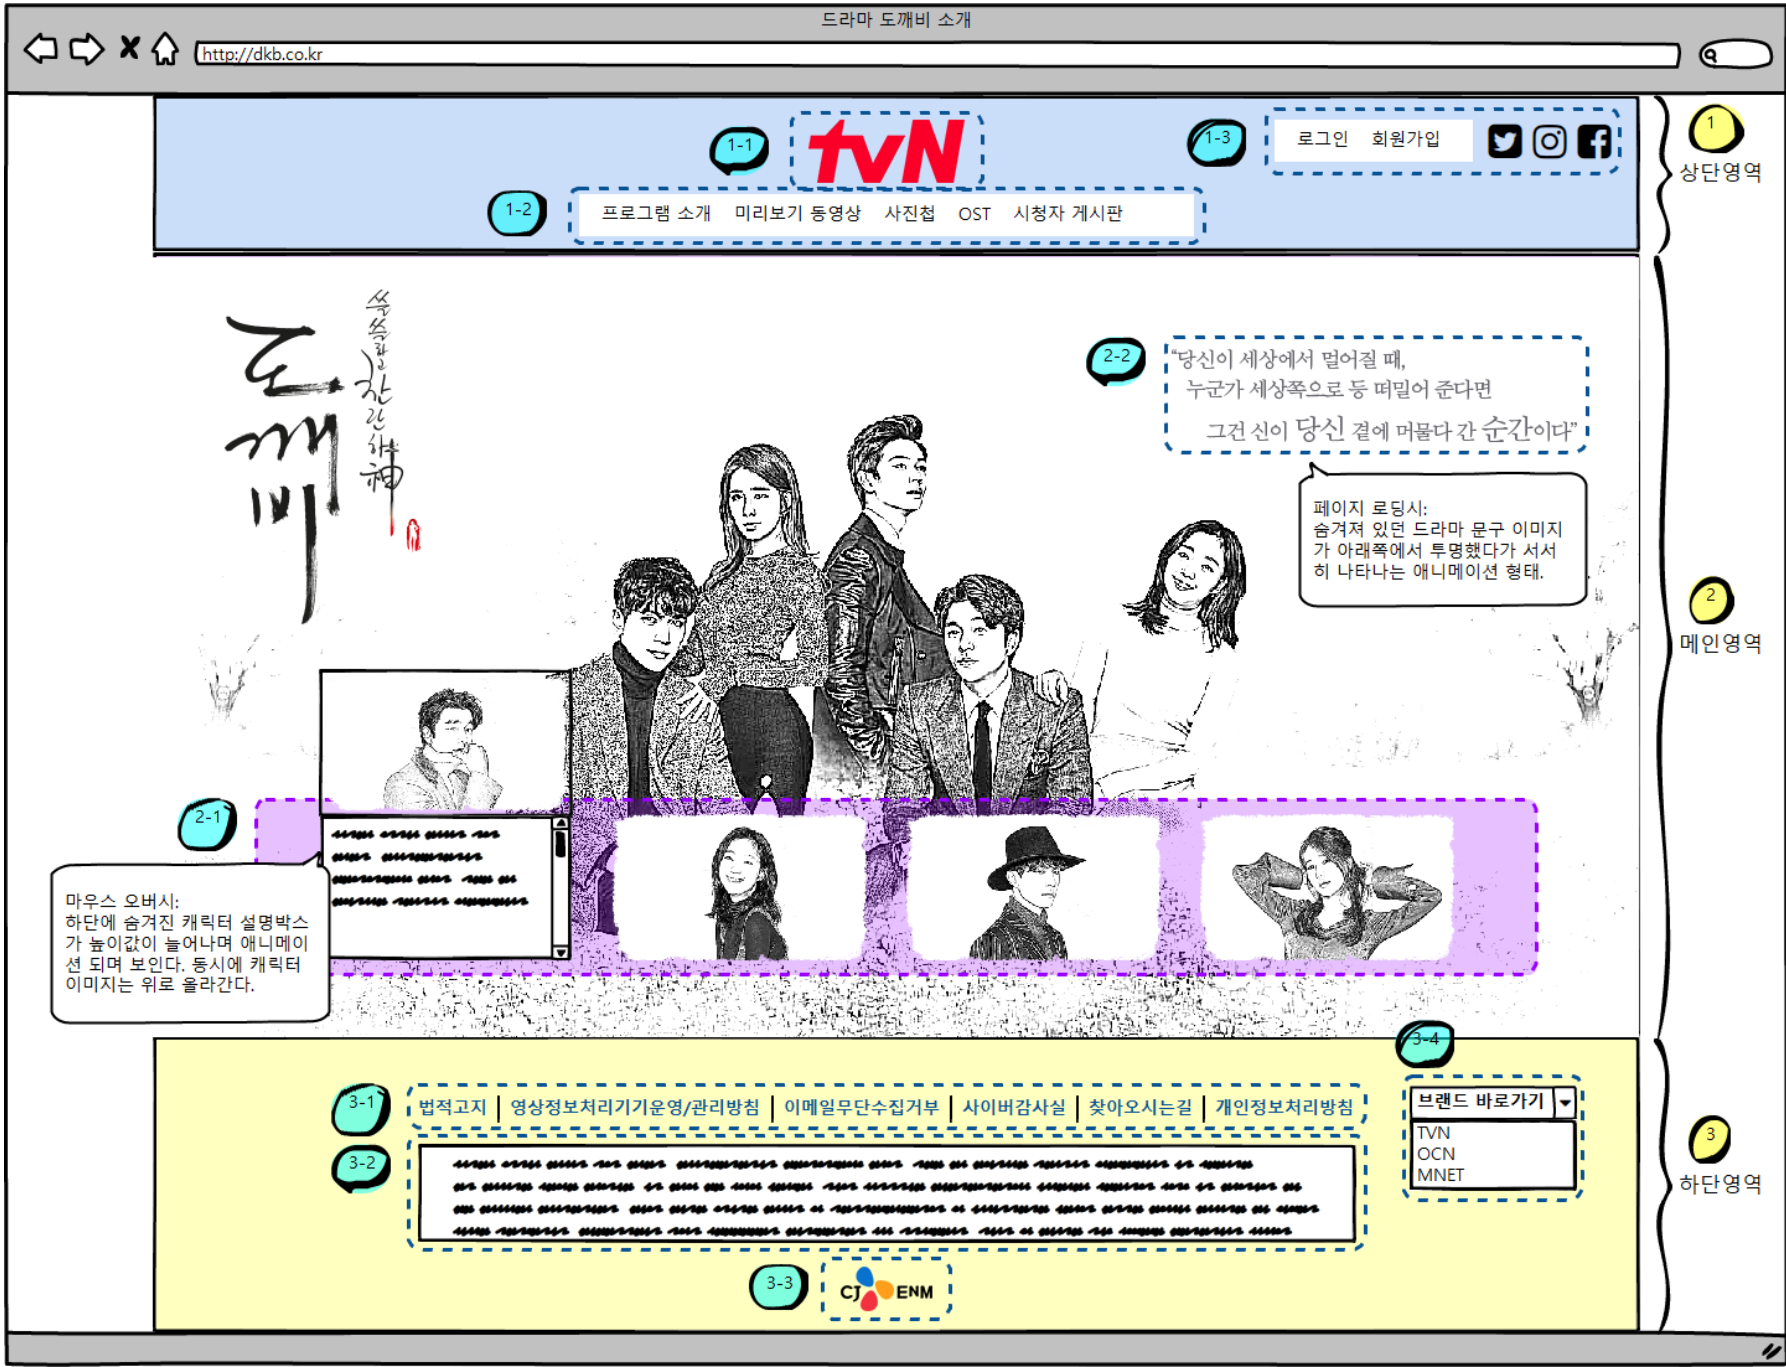 드라마 도깨비 소개
http://dkb.co.kr
1-1
tvN
1-3
로그인 회원가입
1
상단영역
1-2
프로그램 소개 미리보기 동영상 사진첩 OST 시청자 게시판
도깨비
쓸쓸하고 찬란하神
2-2
“당신이 세상에서 멀어질 때,
누군가 세상쪽으로 등 떠밀어 준다면
그건 신이 당신 곁에 머물다 간 순간이다”
페이지 로딩시:
숨겨져 있던 드라마 문구 이미지
가 아래쪽에서 투명했다가 서서
히 나타나는 애니메이션 형태.
2
메인영역
2-1
마우스 오버시:
하단에 숨겨진 캐릭터 설명박스
가 높이값이 늘어나며 애니메이
션 되며 보인다. 동시에 캐릭터
이미지는 위로 올라간다.
3-4
브랜드 바로가기
TVN
OCN
MNET
3-1
법적고지 | 영상정보처리기기운영/관리방침 | 이메일무단수집거부 | 사이버감사실 | 찾아오시는길 | 개인정보처리방침
3-2
3
하단영역
3-3
CJ ENM